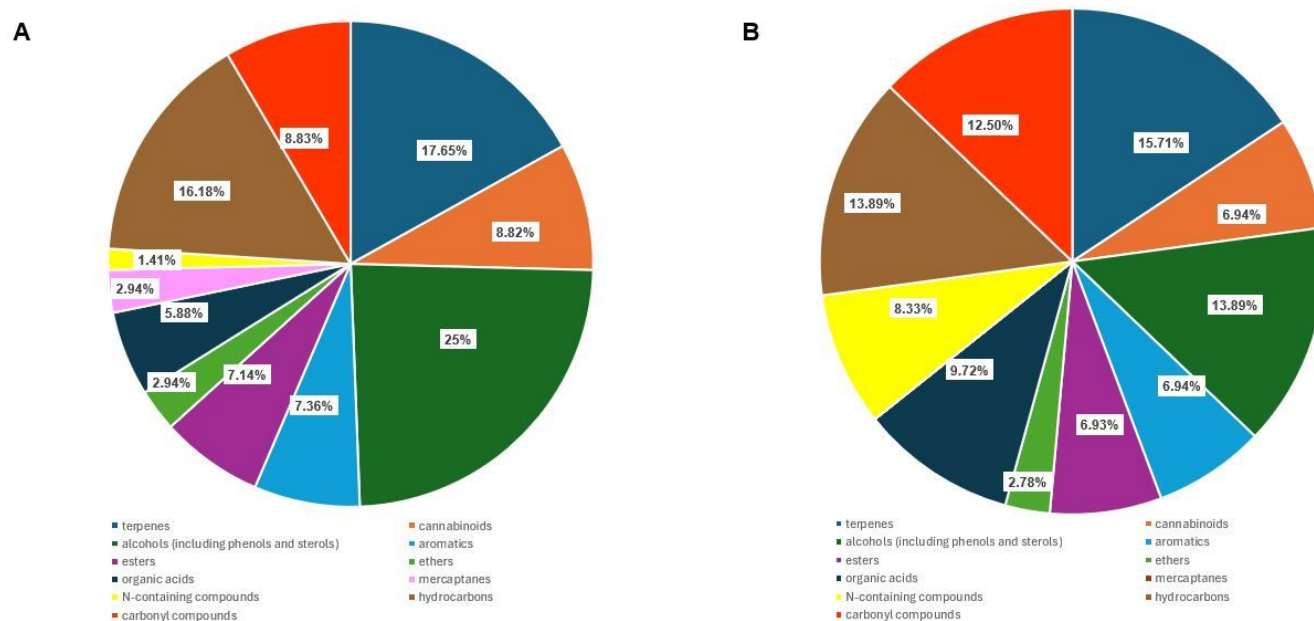 A
8.83%
17.65%
16.18%
8.82%
1.41%
2.94%
5.88%
25%
2.94%
7.14%
7.36%
terpenes
cannabinoids
alcohols (including phenols and sterols)
aromatics
esters
ethers
organic acids
mercaptanes
N-containing compounds
hydrocarbons
carbonyl compounds
B
12.50%
15.71%
13.89%
6.94%
8.33%
13.89%
9.72%
6.94%
6.93%
2.78%
terpenes
cannabinoids
alcohols (including phenols and sterols)
aromatics
esters
ethers
organic acids
mercaptanes
N-containing compounds
hydrocarbons
carbonyl compounds